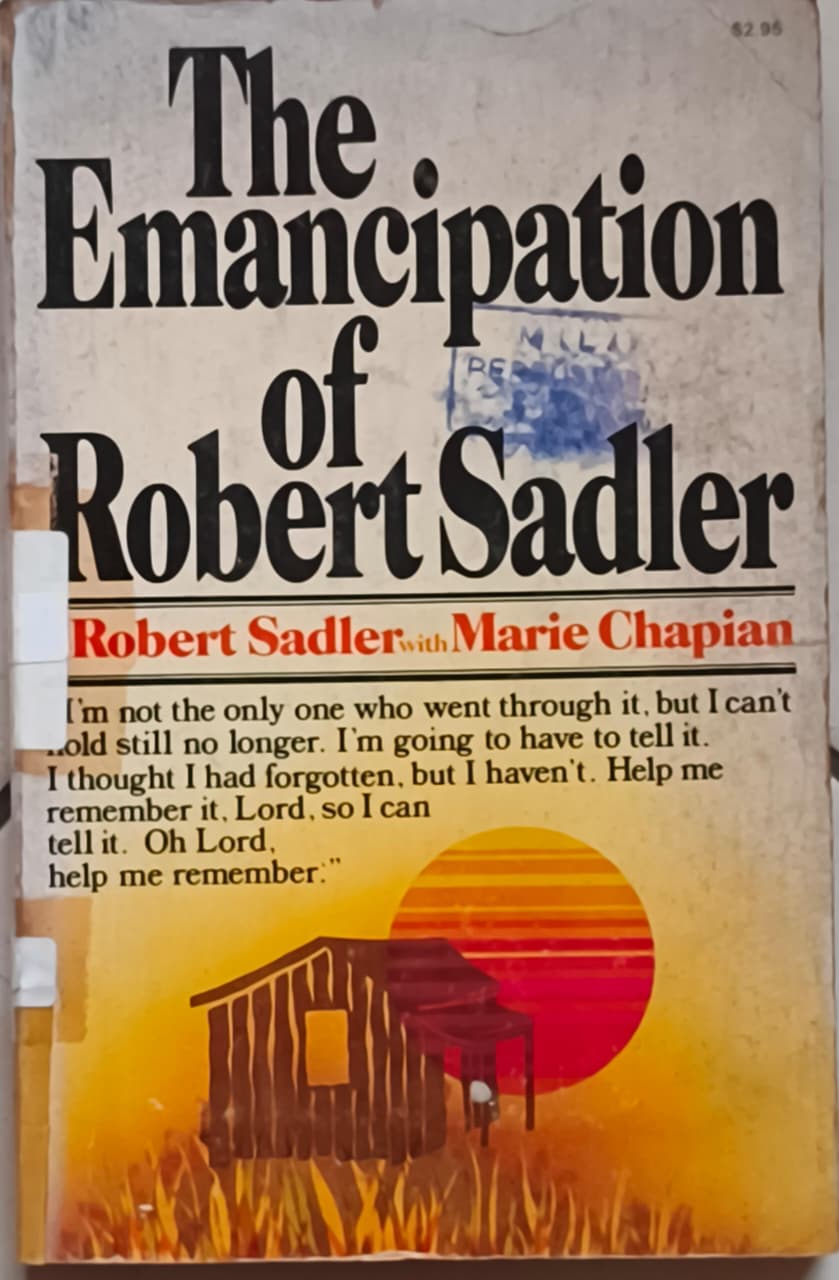 $2.95
The
Emancipation
of
Robert Sadler
Robert Sadler with Marie Chapian
I'm not the only one who went through it, but I can't
old still no longer. I'm going to have to tell it.
I thought I had forgotten, but I haven't. Help me
remember it, Lord, so I can
tell it. Oh Lord,
help me remember."